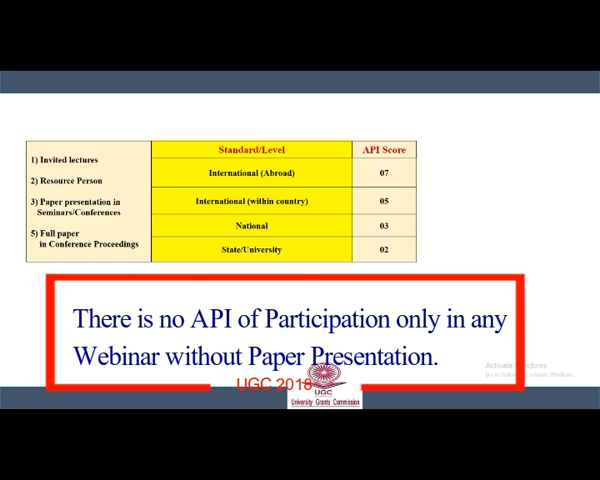 Standard/Level
API Score
1) Invited lectures
International (Abroad)
07
2) Resource Person
3) Paper presentation in
Seminars/Conferences
International (within country)
05
National
03
5) Full paper
in Conference Proceedings
State/University
02
There is no API of Participation only in any
Webinar without Paper Presentation.
Activate Windows
Go to Settings to activate Windows.
UGC 2018
UGC
University Grants Commission